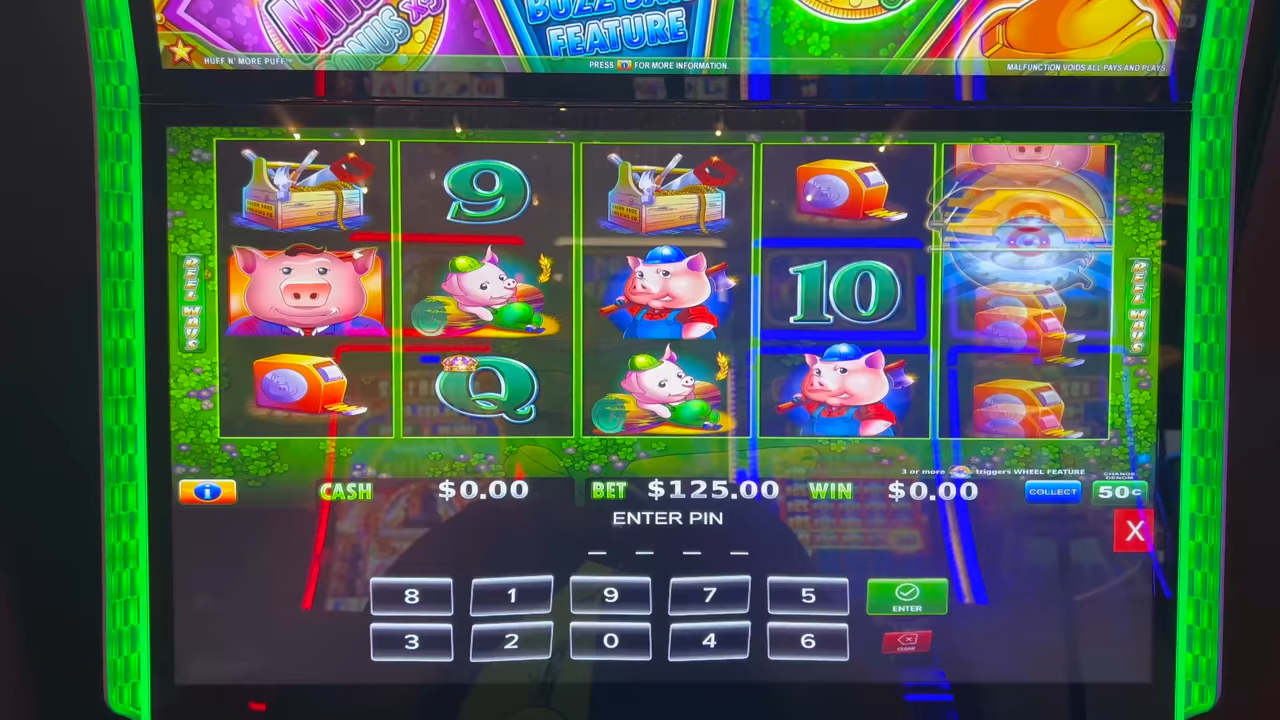 BUZZ SAW
FEATURE
BONUS
HUFF N' MORE PUFF™
PRESS FOR MORE INFORMATION.
MALFUNCTION VOIDS ALL PAYS AND PLAYS.
9
10
Q
REEL WAYS
REEL WAYS
3 or more triggers WHEEL FEATURE
CHANGE
DENOM
i
CASH $0.00 BET $125.00 WIN $0.00 COLLECT 50¢
ENTER PIN
X
8 1 9 7 5 ENTER
3 2 0 4 6 CLEAR